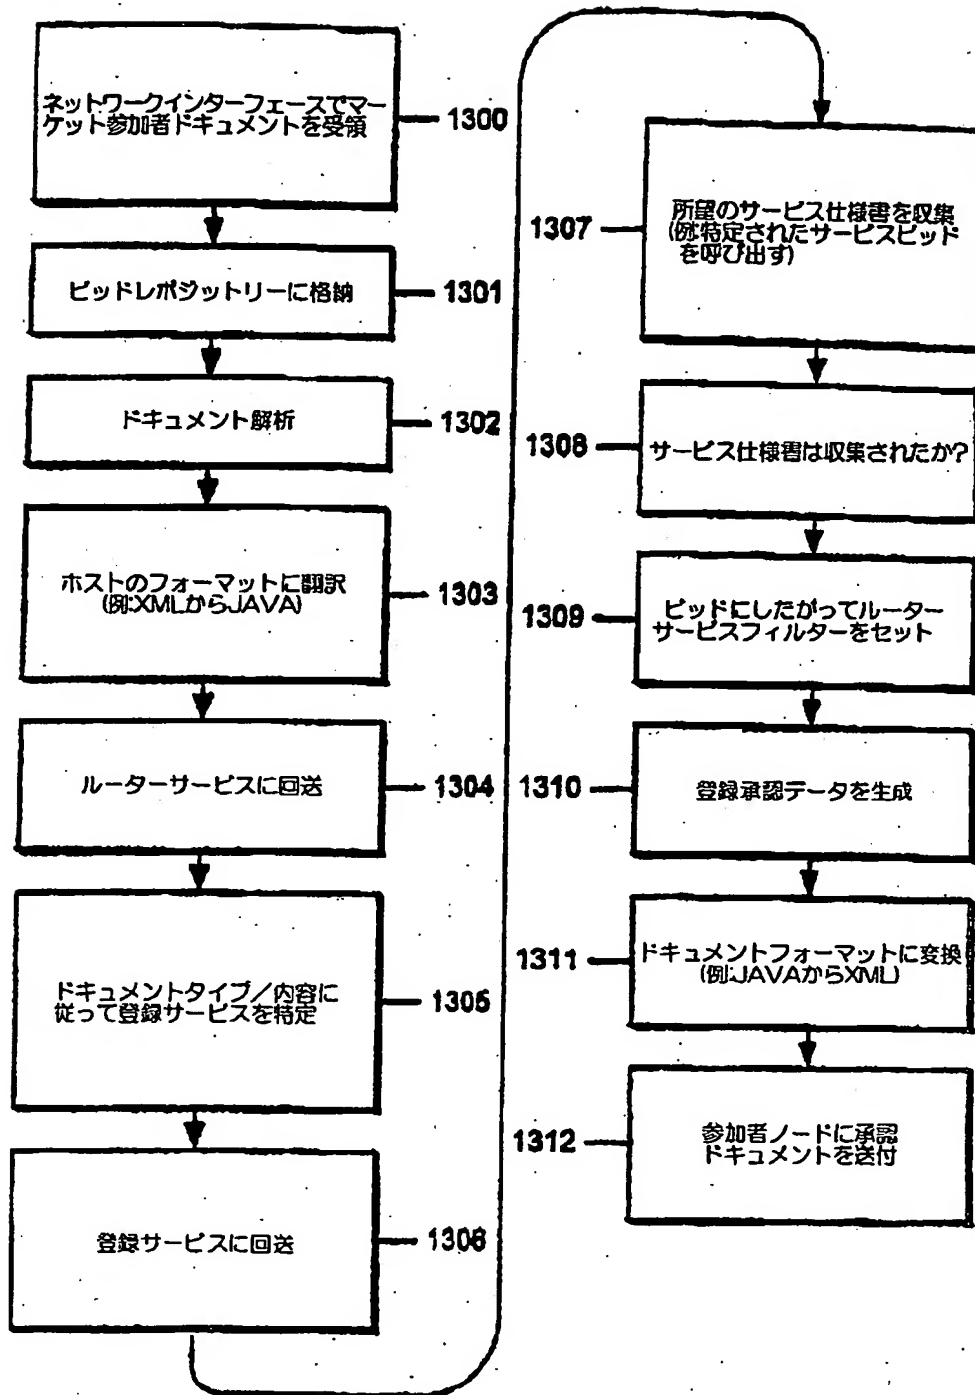 ネットワークインターフェースでマー
ケット参加者ドキュメントを受領
1300
ビッドレポジットリーに格納
1301
ドキュメント解析
1302
ホストのフォーマットに翻訳
(例:XMLからJAVA)
1303
ルーターサービスに回送
1304
ドキュメントタイプ/内容に
従って登録サービスを特定
1305
登録サービスに回送
1306
所望のサービス仕様書を収集
(例:特定されたサービスビッド
を呼び出す)
1307
サービス仕様書は収集されたか?
1308
ビッドにしたがってルーター
サービスフィルターをセット
1309
登録承認データを生成
1310
ドキュメントフォーマットに変換
(例:JAVAからXML)
1311
参加者ノードに承認
ドキュメントを送付
1312